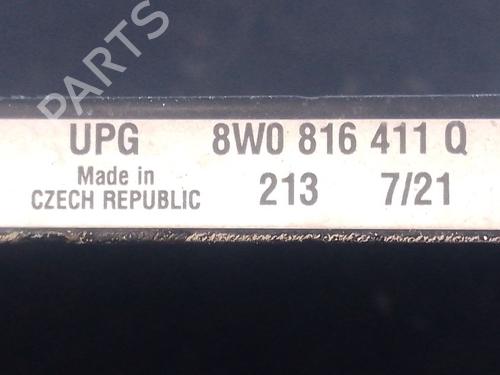 PARTS
UPG 8W0 816 411 Q
Made in 213 7/21
CZECH REPUBLIC